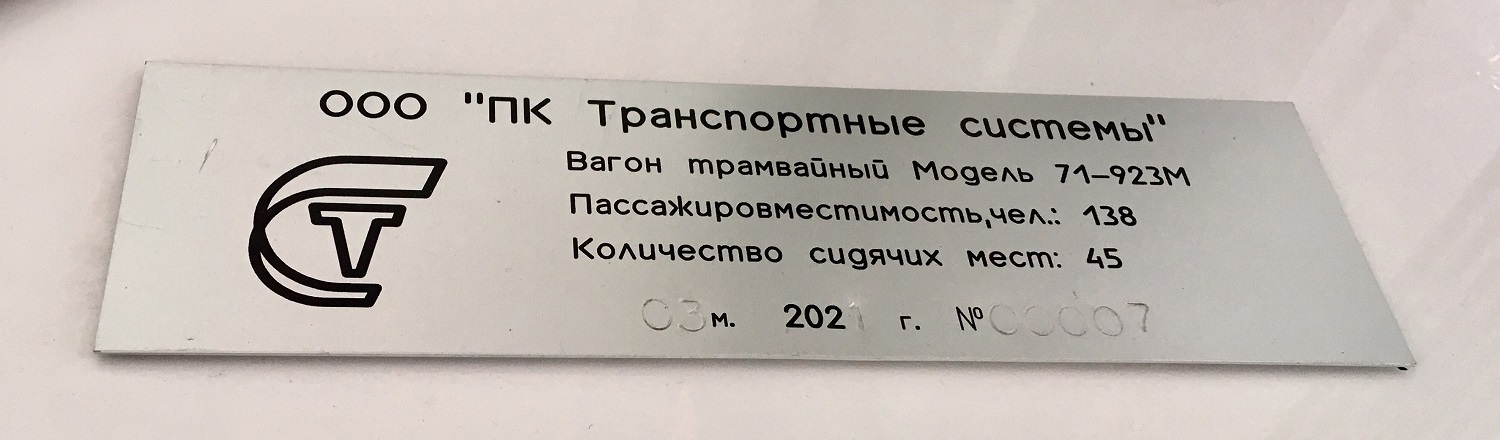 ООО "ПК Транспортные системы"
Вагон трамвайный Модель 71–923М
Пассажировместимость,чел.: 138
Количество сидячих мест: 45
03м. 2021 г. №00007
СТ